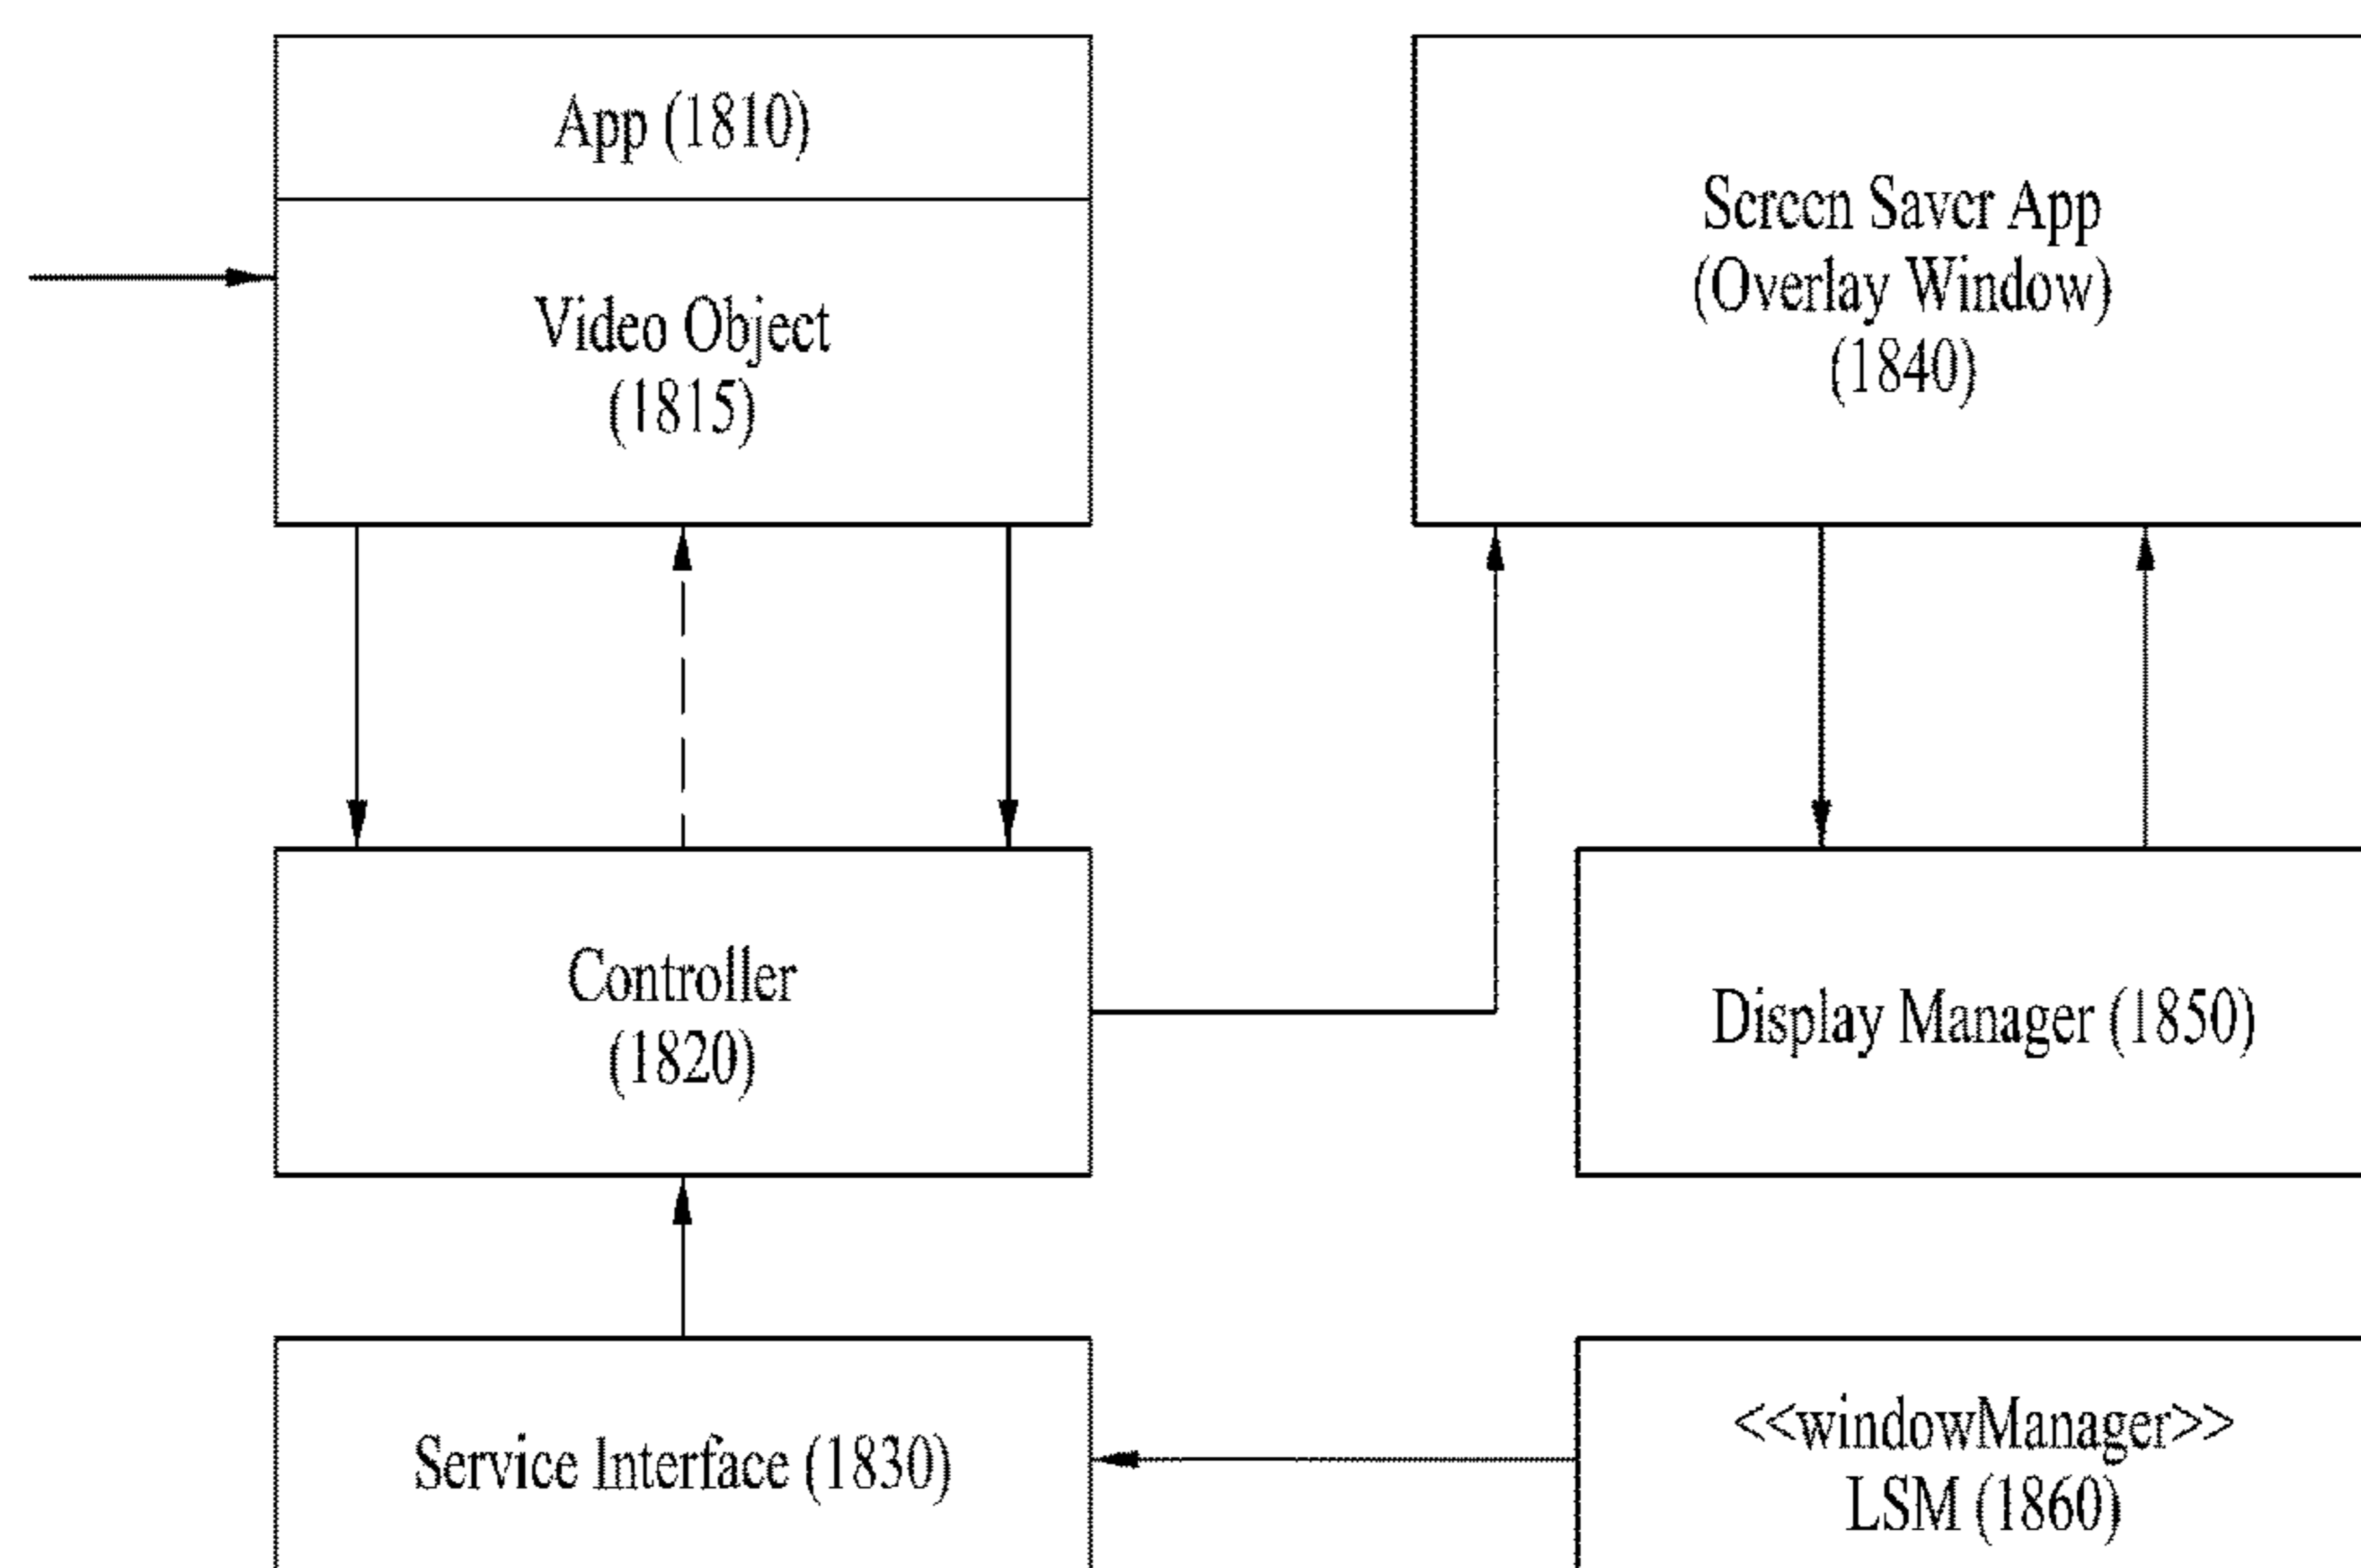 App (1810)
Video Object
(1815)
Screen Saver App
(Overlay Window)
(1840)
Controller
(1820)
Display Manager (1850)
Service Interface (1830)
<<windowManager>>
LSM (1860)